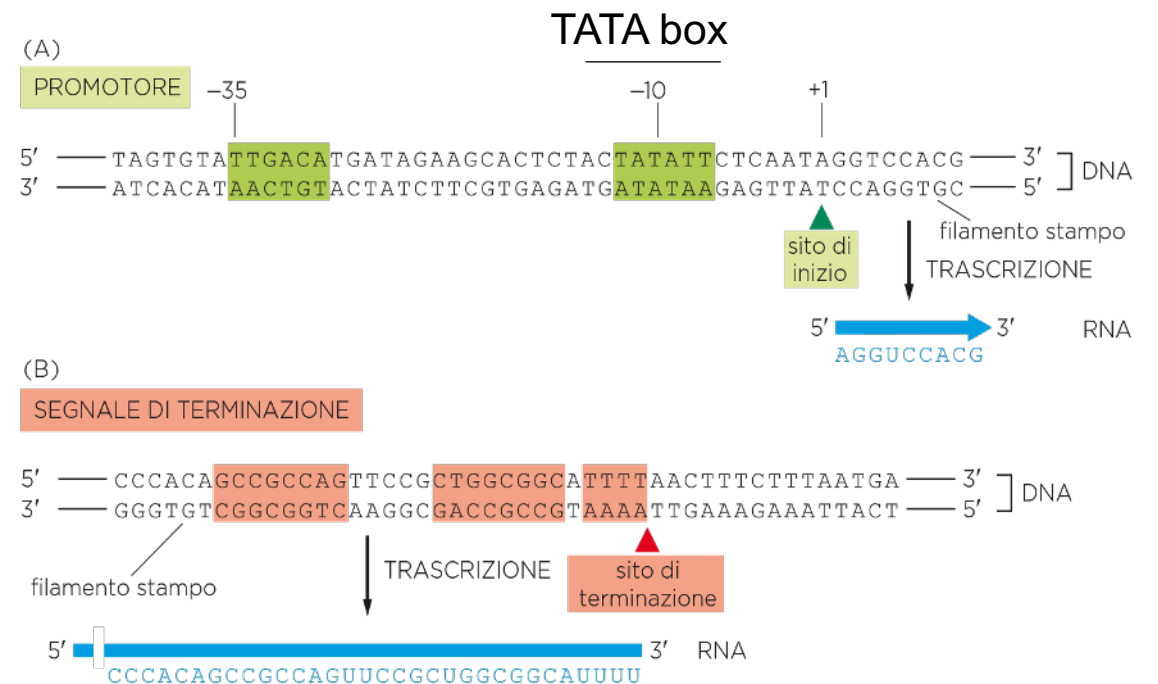 TATA box
(A)
PROMOTORE
–35 –10 +1
5′ TAGTGTATTGACATGATAGAAGCACTCTACTATATTCTCAATAGGTCCACG 3′
3′ ATCACATAACTGTACTATCTTCGTGAGATGATATAAGAGTTATCCAGGTGC 5′
DNA
sito di
inizio
filamento stampo
TRASCRIZIONE
5′ 3′ RNA
AGGUCCACG
(B)
SEGNALE DI TERMINAZIONE
5′ CCCACAGCCGCCAGTTCCGCTGGCGGCATTTTAACTTTCTTTAATGA 3′
3′ GGGTGTCGGCGGTCAAGGCGACCGCCGTAAAATTGAAAGAAATTACT 5′
DNA
filamento stampo
TRASCRIZIONE
sito di
terminazione
5′ 3′ RNA
CCCACAGCCGCCAGUUCCGCUGGCGGCAUUUU